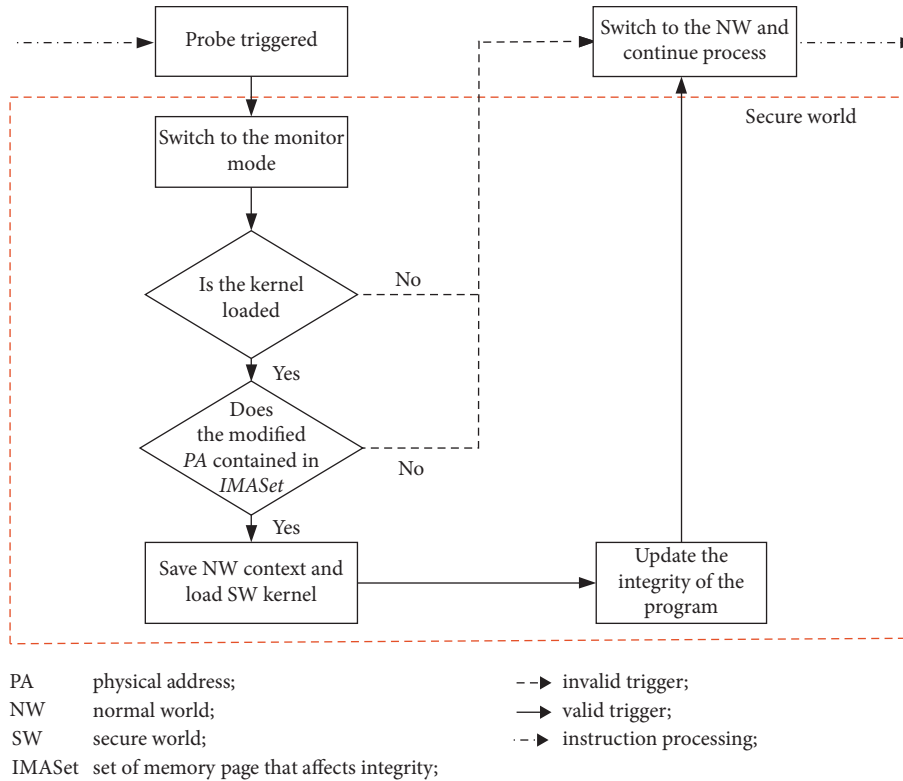 Probe triggered
Switch to the NW and
continue process
Secure world
Switch to the monitor
mode
Is the kernel
loaded
No
Yes
Does
the modified
PA contained in
IMASet
No
Yes
Save NW context and
load SW kernel
Update the
integrity of the
program
PA physical address;
NW normal world;
SW secure world;
IMASet set of memory page that affects integrity;
invalid trigger;
valid trigger;
instruction processing;